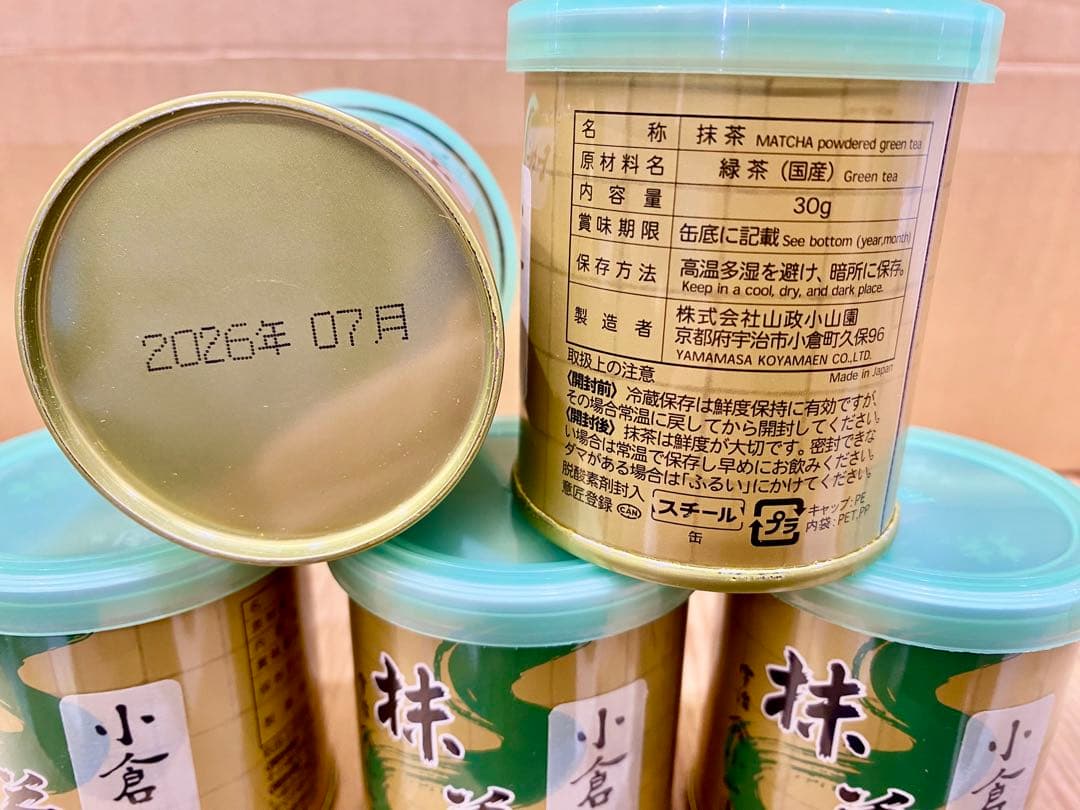 2026年 07月
名称 抹茶 MATCHA powdered green tea
原材料名 緑茶(国産) Green tea
内容量 30g
賞味期限 缶底に記載 See bottom (year,month)
保存方法 高温多湿を避け、暗所に保存。
Keep in a cool, dry, and dark place.
製造者 株式会社山政小山園
京都府宇治市小倉町久保96
YAMAMASA KOYAMAEN CO.,LTD.
Made in Japan
取扱上の注意
〈開封前〉冷蔵保存は鮮度保持に有効ですが、
その場合常温に戻してから開封してください。
〈開封後〉抹茶は鮮度が大切です。密封できな
い場合は常温で保存し早めにお飲みください。
ダマがある場合は「ふるい」にかけてください。
脱酸素剤封入
意匠登録 CAN
スチール
缶
プラ
キャップ:PE
内袋:PET,PP
小倉
抹
小倉
抹
小倉